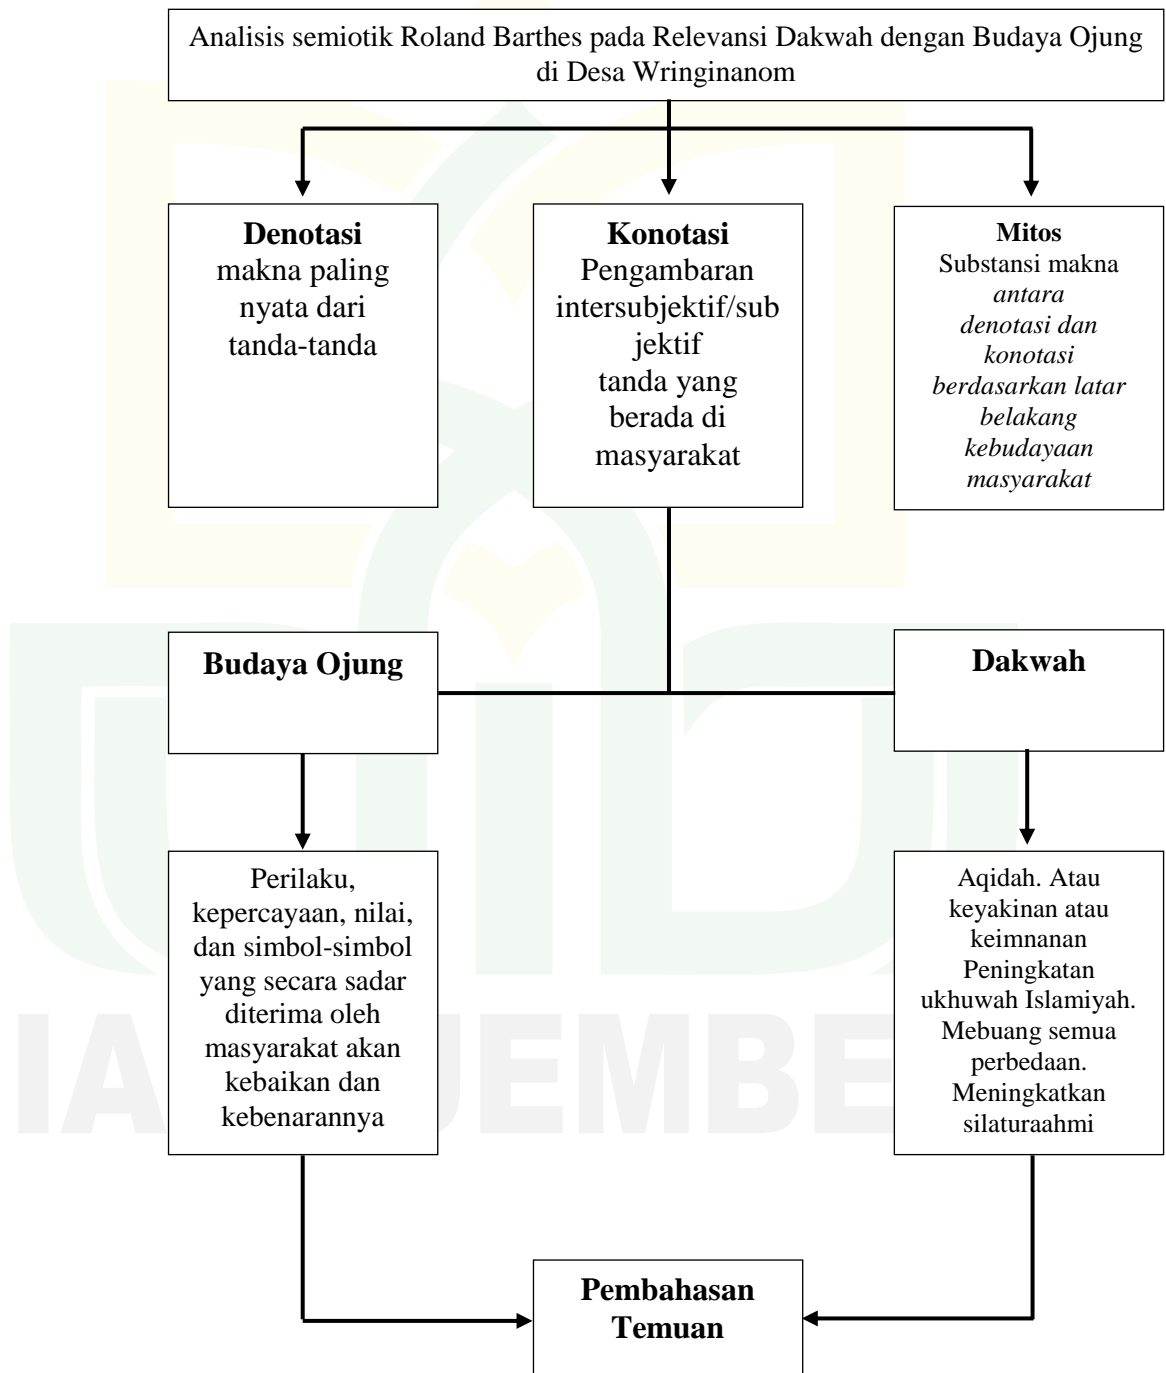 Analisis semiotik Roland Barthes pada Relevansi Dakwah dengan Budaya Ojung
di Desa Wringinanom
Denotasi
makna paling
nyata dari
tanda-tanda
Konotasi
Pengambaran
intersubjektif/sub
jektif
tanda yang
berada di
masyarakat
Mitos
Substansi makna
antara
denotasi dan
konotasi
berdasarkan latar
belakang
kebudayaan
masyarakat
Budaya Ojung
Dakwah
Perilaku,
kepercayaan, nilai,
dan simbol-simbol
yang secara sadar
diterima oleh
masyarakat akan
kebaikan dan
kebenarannya
Aqidah. Atau
keyakinan atau
keimnanan
Peningkatan
ukhuwah Islamiyah.
Mebuang semua
perbedaan.
Meningkatkan
silaturaahmi
Pembahasan
Temuan